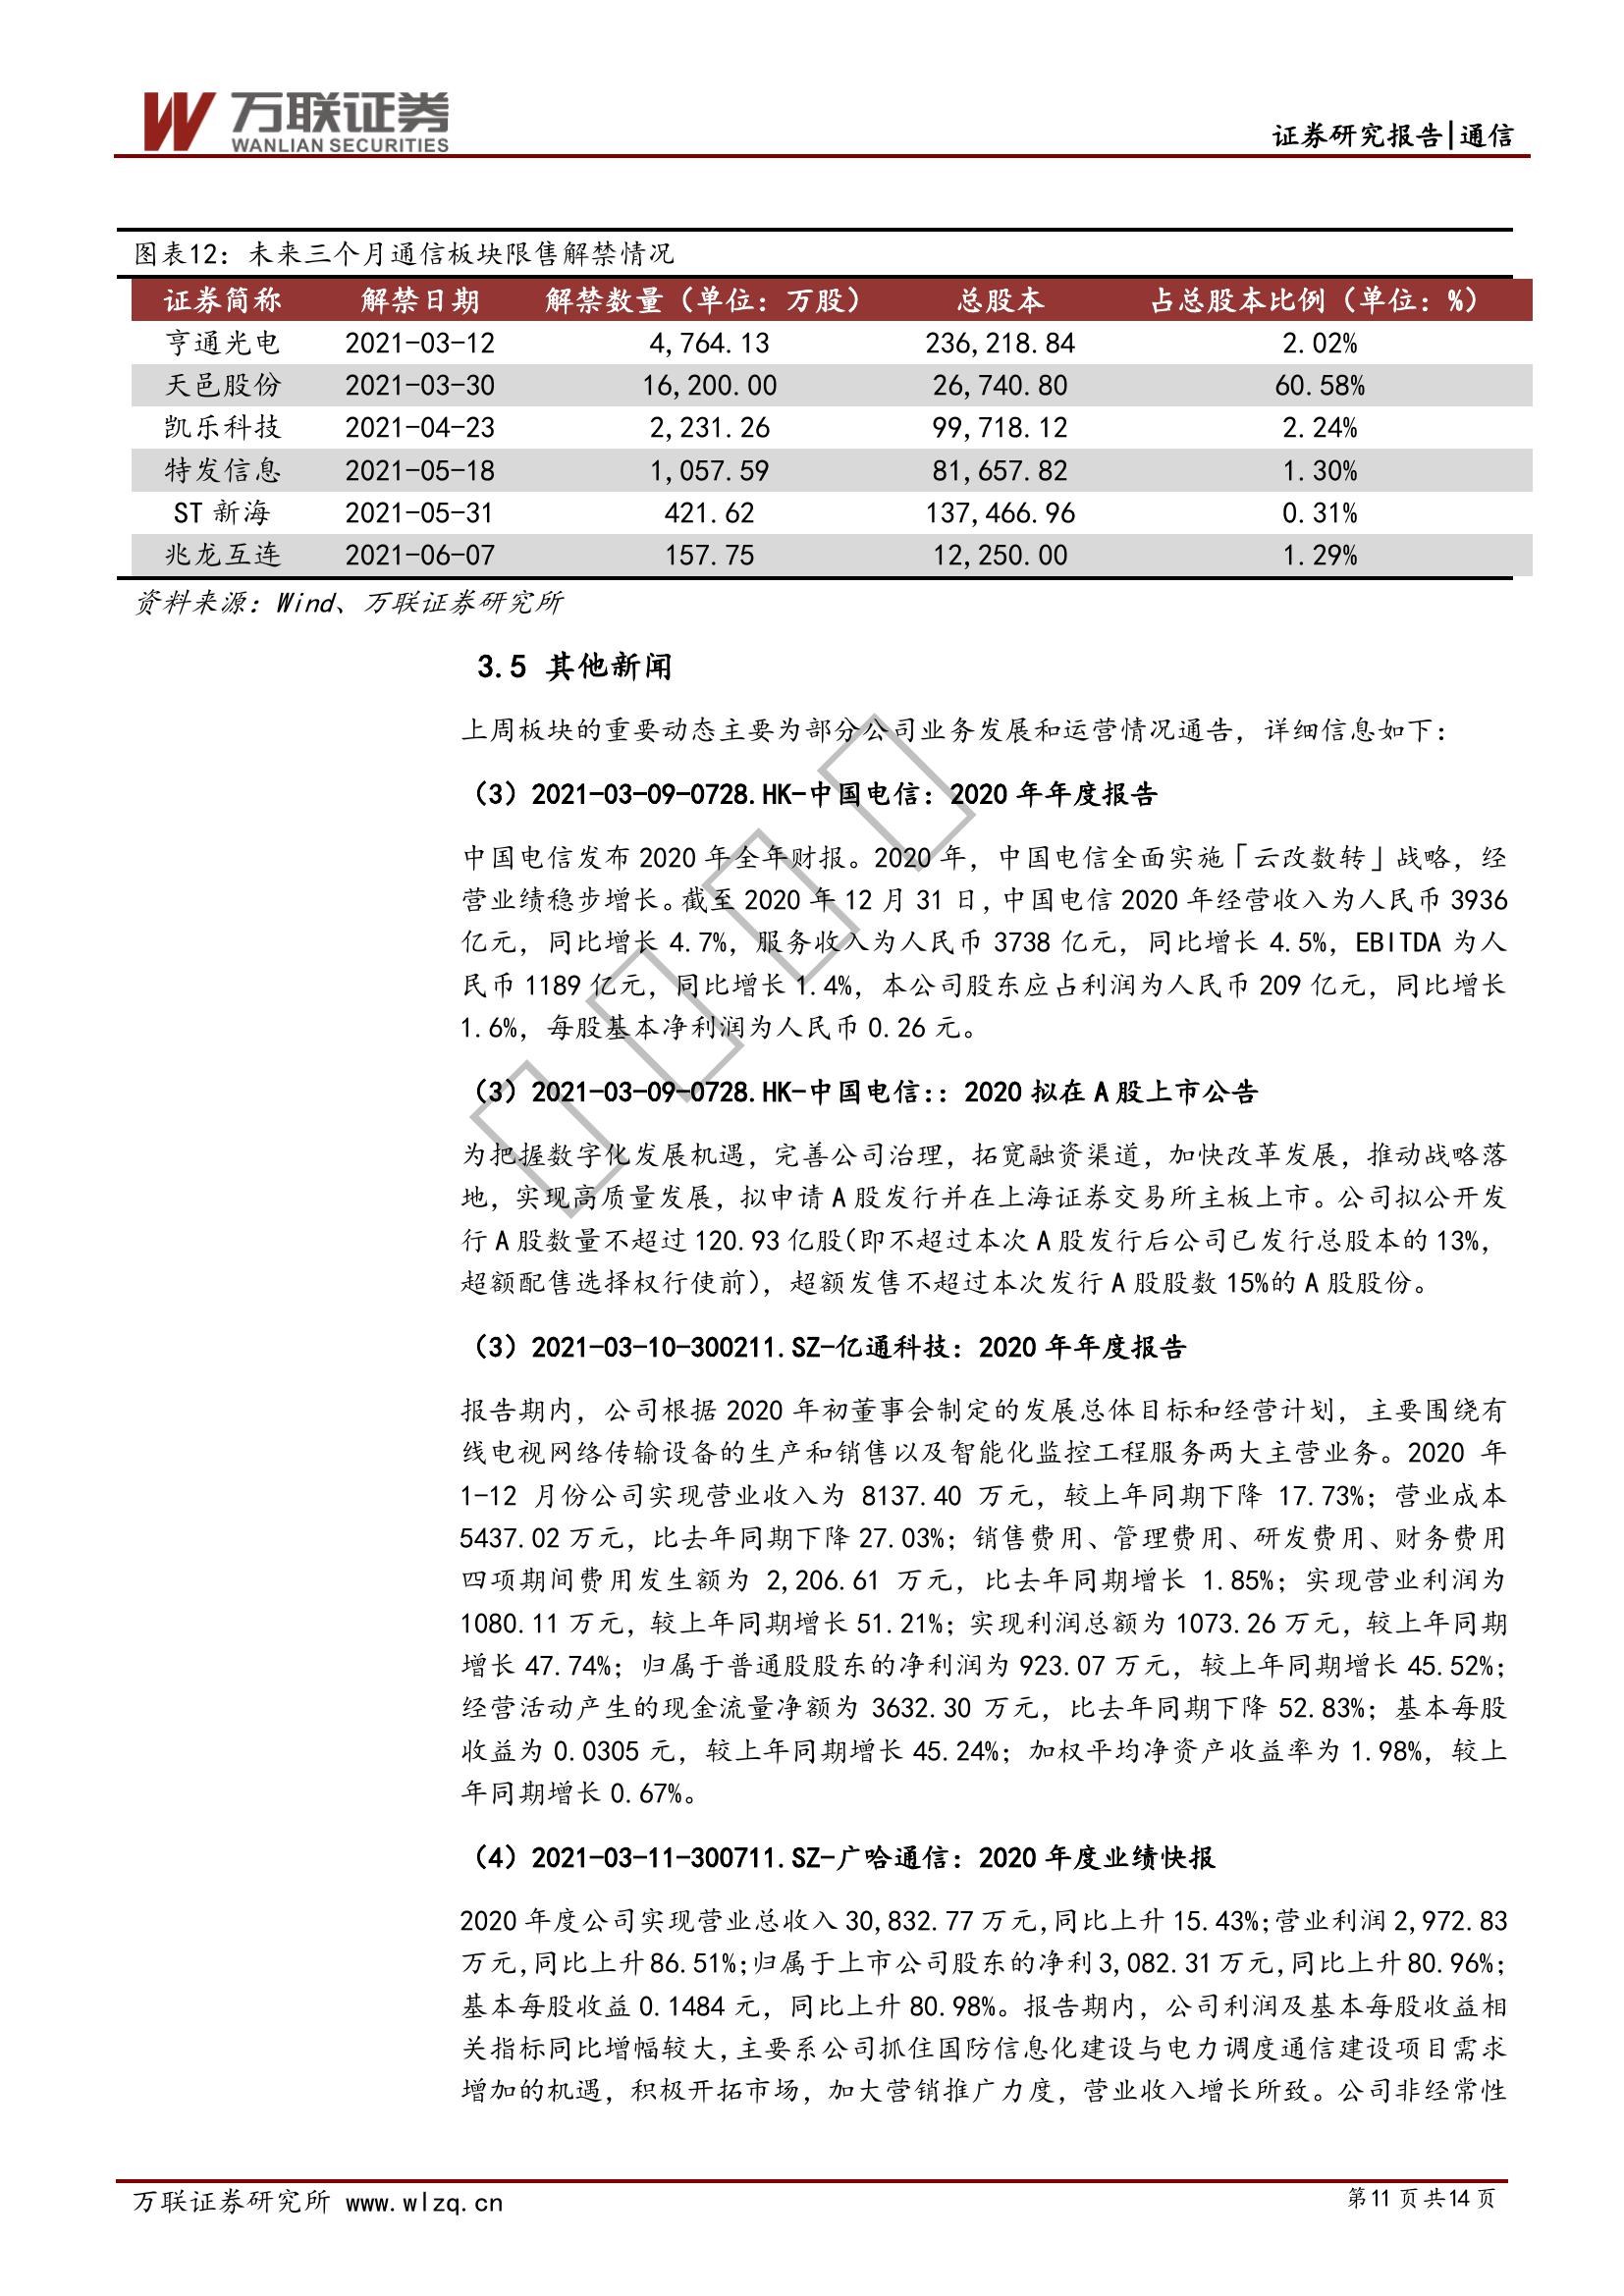 万联证券
WANLIAN SECURITIES
证券研究报告|通信
图表12：未来三个月通信板块限售解禁情况
证券简称 解禁日期 解禁数量（单位：万股） 总股本 占总股本比例（单位：%）
亨通光电 2021-03-12 4,764.13 236,218.84 2.02%
天邑股份 2021-03-30 16,200.00 26,740.80 60.58%
凯乐科技 2021-04-23 2,231.26 99,718.12 2.24%
特发信息 2021-05-18 1,057.59 81,657.82 1.30%
ST 新海 2021-05-31 421.62 137,466.96 0.31%
兆龙互连 2021-06-07 157.75 12,250.00 1.29%
资料来源：Wind、万联证券研究所
3.5 其他新闻
上周板块的重要动态主要为部分公司业务发展和运营情况通告，详细信息如下：
（3）2021-03-09-0728.HK-中国电信：2020 年年度报告
中国电信发布 2020 年全年财报。2020 年，中国电信全面实施「云改数转」战略，经
营业绩稳步增长。截至 2020 年 12 月 31 日，中国电信 2020 年经营收入为人民币 3936
亿元，同比增长 4.7%，服务收入为人民币 3738 亿元，同比增长 4.5%，EBITDA 为人
民币 1189 亿元，同比增长 1.4%，本公司股东应占利润为人民币 209 亿元，同比增长
1.6%，每股基本净利润为人民币 0.26 元。
（3）2021-03-09-0728.HK-中国电信：：2020 拟在 A 股上市公告
为把握数字化发展机遇，完善公司治理，拓宽融资渠道，加快改革发展，推动战略落
地，实现高质量发展，拟申请 A 股发行并在上海证券交易所主板上市。公司拟公开发
行 A 股数量不超过 120.93 亿股（即不超过本次 A 股发行后公司已发行总股本的 13%，
超额配售选择权行使前），超额发售不超过本次发行 A 股股数 15%的 A 股股份。
（3）2021-03-10-300211.SZ-亿通科技：2020 年年度报告
报告期内，公司根据 2020 年初董事会制定的发展总体目标和经营计划，主要围绕有
线电视网络传输设备的生产和销售以及智能化监控工程服务两大主营业务。2020 年
1-12 月份公司实现营业收入为 8137.40 万元，较上年同期下降 17.73%；营业成本
5437.02 万元，比去年同期下降 27.03%；销售费用、管理费用、研发费用、财务费用
四项期间费用发生额为 2,206.61 万元，比去年同期增长 1.85%；实现营业利润为
1080.11 万元，较上年同期增长 51.21%；实现利润总额为 1073.26 万元，较上年同期
增长 47.74%；归属于普通股股东的净利润为 923.07 万元，较上年同期增长 45.52%；
经营活动产生的现金流量净额为 3632.30 万元，比去年同期下降 52.83%；基本每股
收益为 0.0305 元，较上年同期增长 45.24%；加权平均净资产收益率为 1.98%，较上
年同期增长 0.67%。
（4）2021-03-11-300711.SZ-广哈通信：2020 年度业绩快报
2020 年度公司实现营业总收入 30,832.77 万元,同比上升 15.43%;营业利润 2,972.83
万元,同比上升 86.51%;归属于上市公司股东的净利 3,082.31 万元,同比上升 80.96%;
基本每股收益 0.1484 元，同比上升 80.98%。报告期内，公司利润及基本每股收益相
关指标同比增幅较大,主要系公司抓住国防信息化建设与电力调度通信建设项目需求
增加的机遇，积极开拓市场，加大营销推广力度，营业收入增长所致。公司非经常性
万联证券研究所 www.wlzq.cn
第 11 页 共 14 页